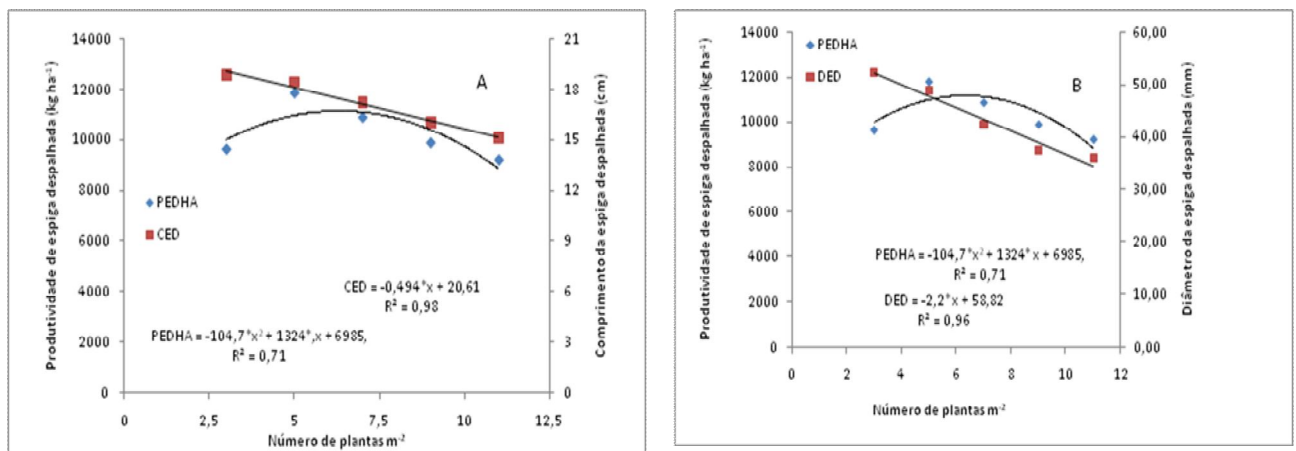 Produtividade de espiga despalhada (kg ha⁻¹)
14000
12000
10000
8000
6000
4000
2000
0
A
PEDHA
CED
CED = -0,494*x + 20,61
R² = 0,98
PEDHA = -104,7*x² + 1324*,x + 6985,
R² = 0,71
21
18
15
12
9
6
3
0
Comprimento da espiga despalhada (cm)
0
2,5
5
7,5
10
12,5
Número de plantas m⁻²
Produtividade de espiga despalhada (kg ha⁻¹)
14000
12000
10000
8000
6000
4000
2000
0
PEDHA
DED
B
PEDHA = -104,7*x² + 1324*x + 6985,
R² = 0,71
DED = -2,2*x + 58,82
R² = 0,96
60,00
50,00
40,00
30,00
20,00
10,00
0,00
Diâmetro da espiga despalhada (mm)
0
2
4
6
8
10
12
Número de plantas m⁻²